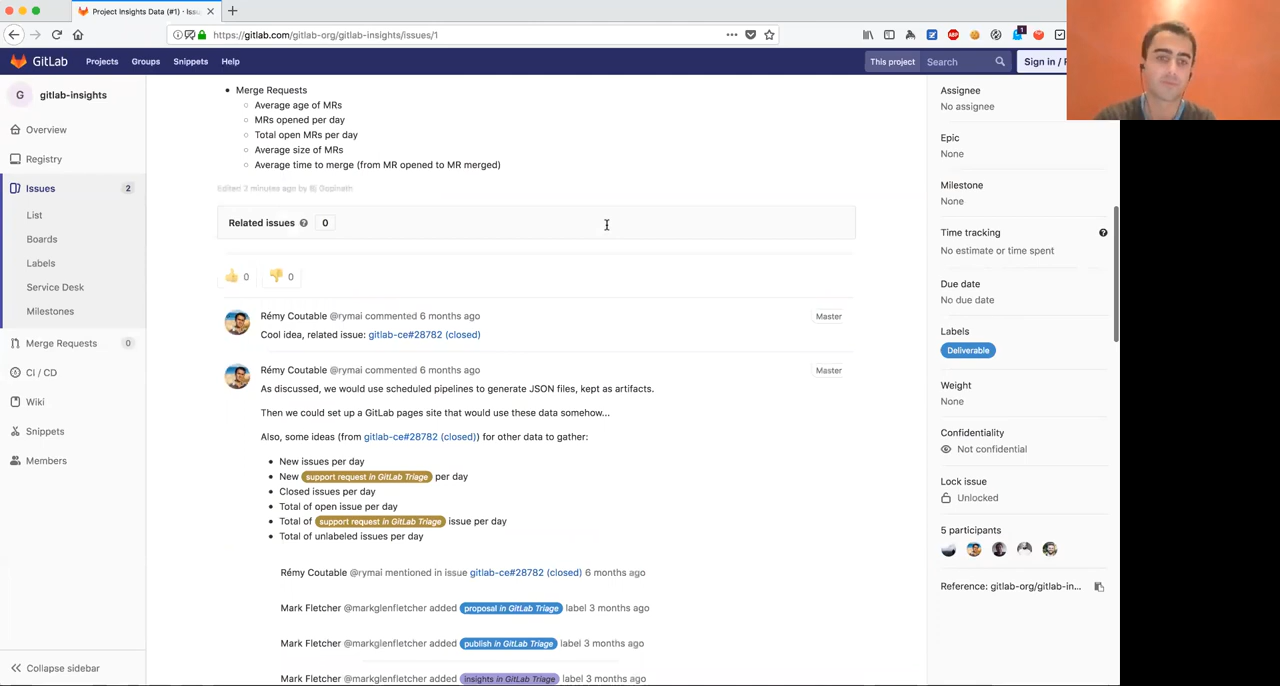 Project Insights Data (#1) · Issu
https://gitlab.com/gitlab-org/gitlab-insights/issues/1
ABP
1
GitLab
Projects
Groups
Snippets
Help
This project
Search
Sign in /
G
gitlab-insights
Overview
Registry
Issues
2
List
Boards
Labels
Service Desk
Milestones
Merge Requests
0
CI / CD
Wiki
Snippets
Members
Collapse sidebar
Merge Requests
Average age of MRs
MRs opened per day
Total open MRs per day
Average size of MRs
Average time to merge (from MR opened to MR merged)
Edited 3 minutes ago by Bj Gopinath
Related issues
0
0
0
Rémy Coutable @rymai commented 6 months ago
Master
Cool idea, related issue: gitlab-ce#28782 (closed)
Rémy Coutable @rymai commented 6 months ago
Master
As discussed, we would use scheduled pipelines to generate JSON files, kept as artifacts.
Then we could set up a GitLab pages site that would use these data somehow...
Also, some ideas (from gitlab-ce#28782 (closed)) for other data to gather:
New issues per day
New support request in GitLab Triage per day
Closed issues per day
Total of open issue per day
Total of support request in GitLab Triage issue per day
Total of unlabeled issues per day
Rémy Coutable @rymai mentioned in issue gitlab-ce#28782 (closed) 6 months ago
Mark Fletcher @markglenfletcher added proposal in GitLab Triage label 3 months ago
Mark Fletcher @markglenfletcher added publish in GitLab Triage label 3 months ago
Mark Fletcher @markglenfletcher added insights in GitLab Triage label 3 months ago
Assignee
No assignee
Epic
None
Milestone
None
Time tracking
No estimate or time spent
Due date
No due date
Labels
Deliverable
Weight
None
Confidentiality
Not confidential
Lock issue
Unlocked
5 participants
Reference: gitlab-org/gitlab-in...